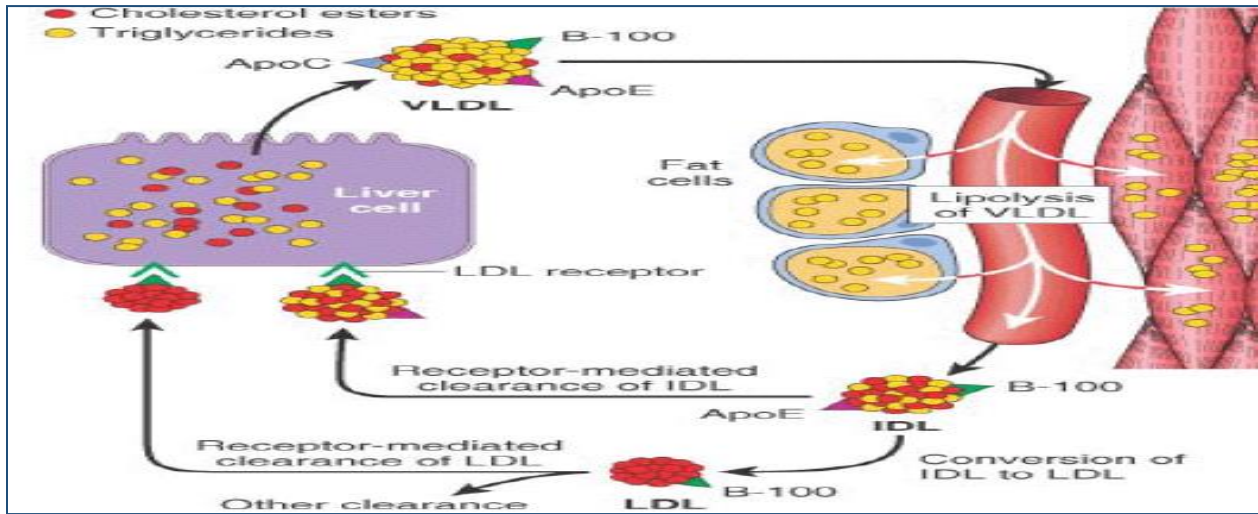 Cholesterol esters
Triglycerides
B-100
ApoC
ApoE
VLDL
Fat
cells
Liver
cell
Lipolysis
of VLDL
LDL receptor
Receptor-mediated
clearance of IDL
B-100
ApoE
IDL
Receptor-mediated
clearance of LDL
Conversion of
IDL to LDL
B-100
LDL
Other clearance